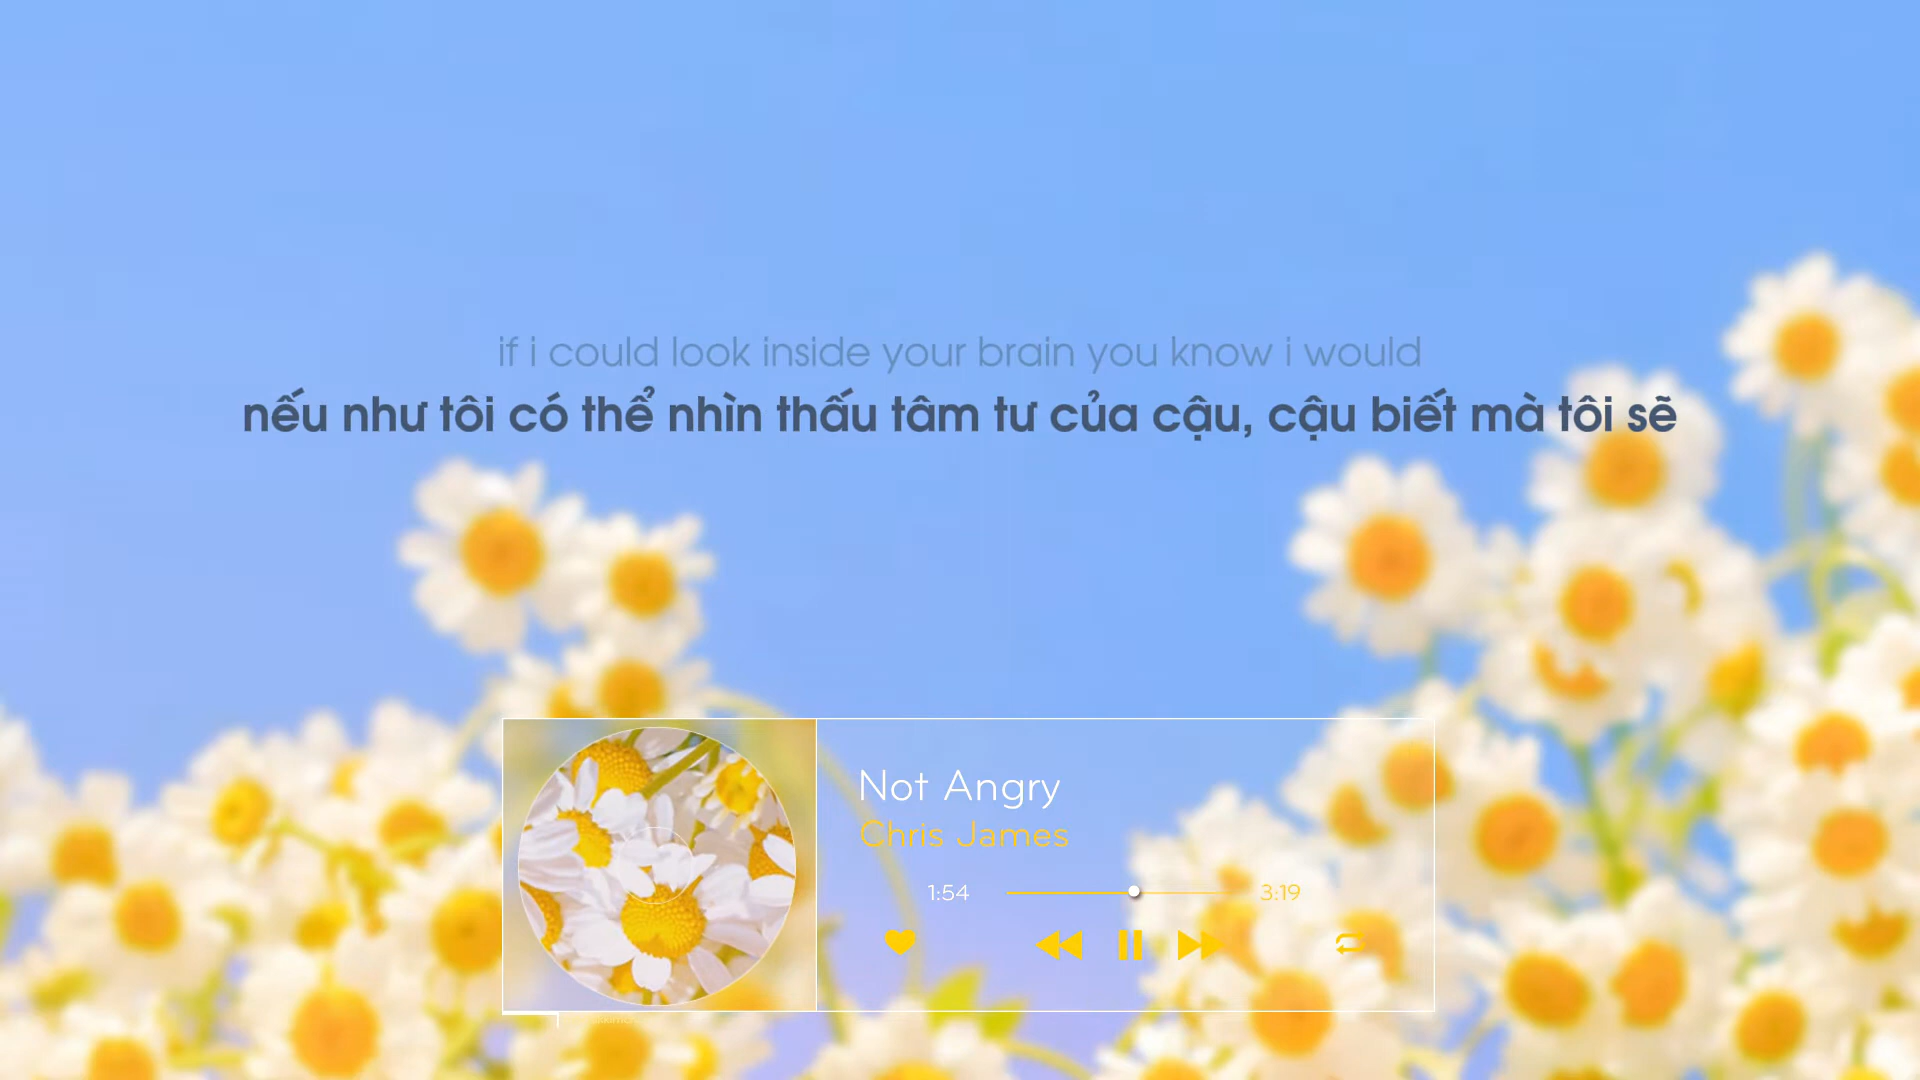 if i could look inside your brain you know i would
nếu như tôi có thể nhìn thấu tâm tư của cậu, cậu biết mà tôi sẽ
Not Angry
Chris James
1:54
3:19